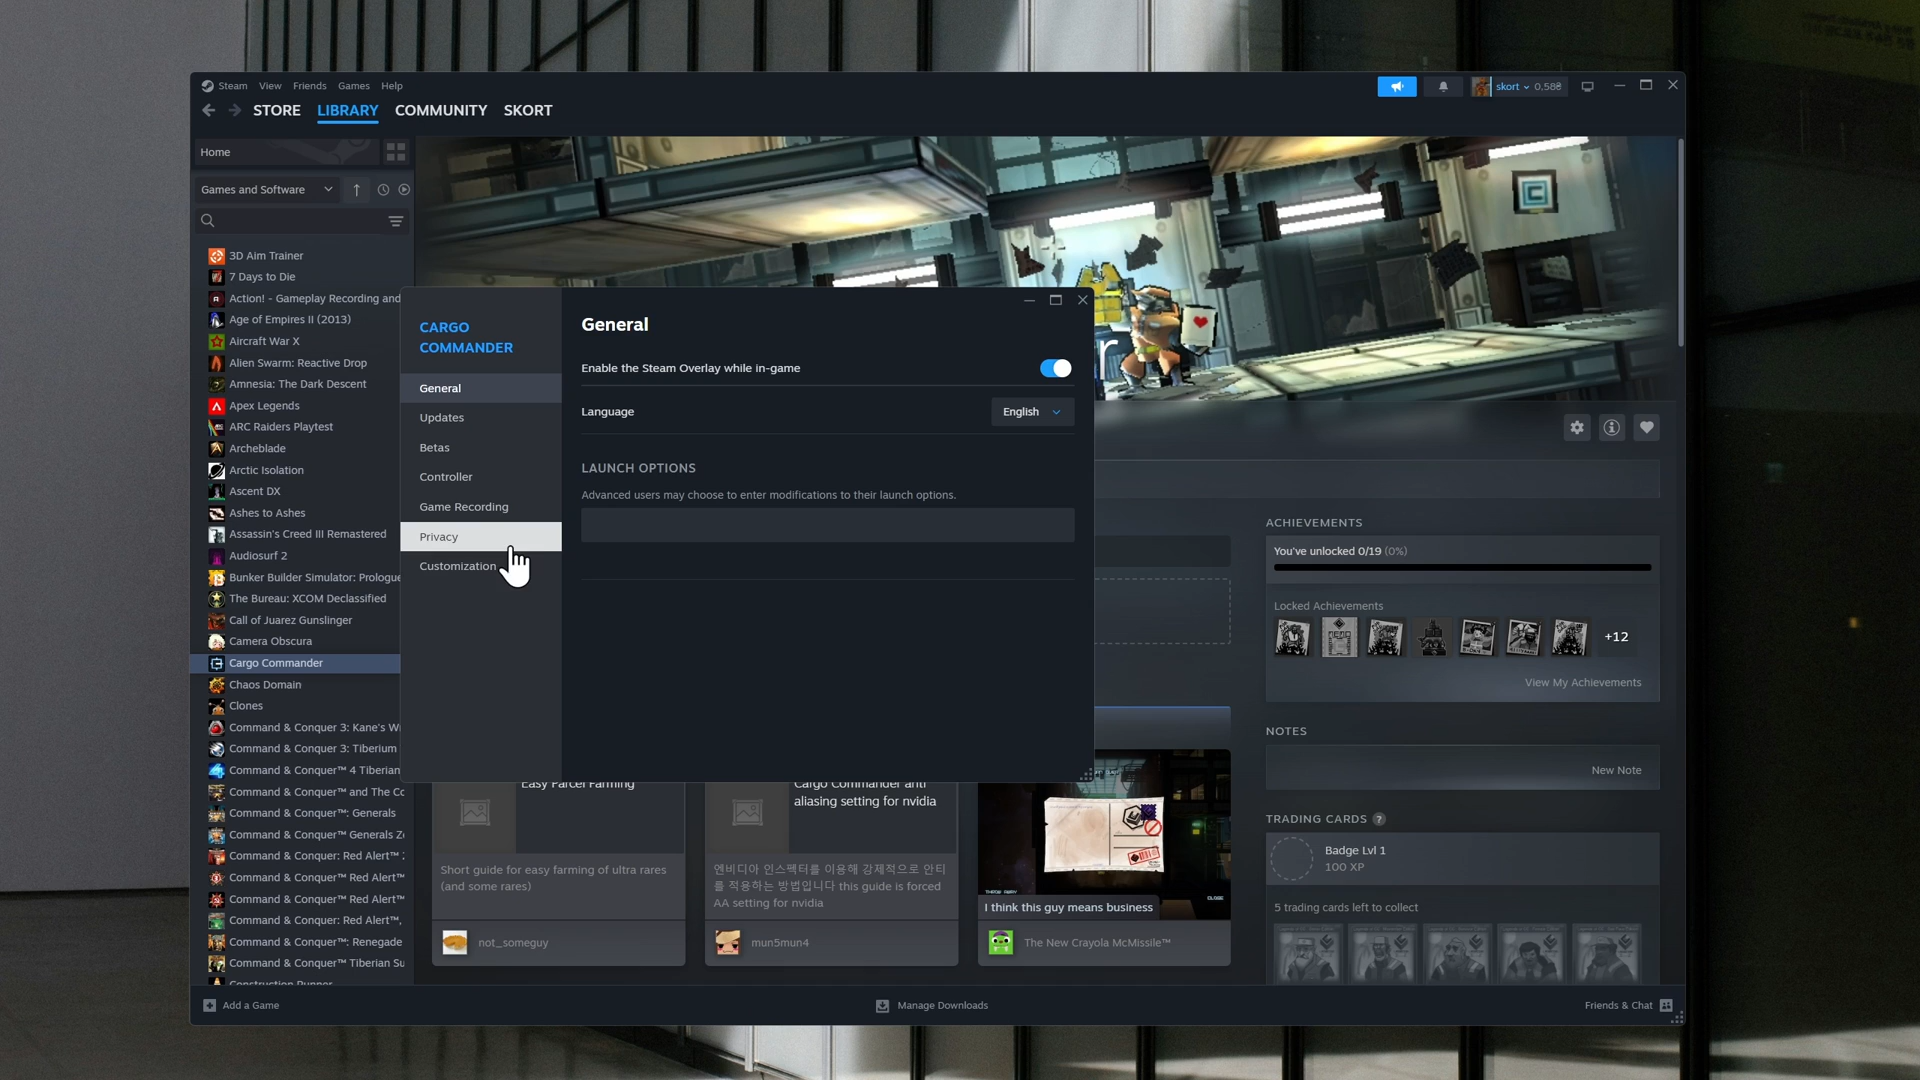 Steam View Friends Games Help
skort 0,58₴
STORE LIBRARY COMMUNITY SKORT
Home
Games and Software
3D Aim Trainer
7 Days to Die
Action! - Gameplay Recording and
Age of Empires II (2013)
Aircraft War X
Alien Swarm: Reactive Drop
Amnesia: The Dark Descent
Apex Legends
ARC Raiders Playtest
Archeblade
Arctic Isolation
Ascent DX
Ashes to Ashes
Assassin's Creed III Remastered
Audiosurf 2
Bunker Builder Simulator: Prologue
The Bureau: XCOM Declassified
Call of Juarez Gunslinger
Camera Obscura
Cargo Commander
Chaos Domain
Clones
Command & Conquer 3: Kane's W
Command & Conquer 3: Tiberium
Command & Conquer™ 4 Tiberian
Command & Conquer™ and The Co
Command & Conquer™: Generals
Command & Conquer™ Generals Ze
Command & Conquer: Red Alert™ 2
Command & Conquer™ Red Alert™
Command & Conquer™ Red Alert™
Command & Conquer: Red Alert™,
Command & Conquer™: Renegade
Command & Conquer™ Tiberian Su
Construction Runner
CARGO
COMMANDER
General
Updates
Betas
Controller
Game Recording
Privacy
Customization
General
Enable the Steam Overlay while in-game
Language
English
LAUNCH OPTIONS
Advanced users may choose to enter modifications to their launch options.
r
ACHIEVEMENTS
You've unlocked 0/19 (0%)
Locked Achievements
+12
View My Achievements
NOTES
New Note
TRADING CARDS ?
Badge Lvl 1
100 XP
5 trading cards left to collect
Easy Parcel Farming
Short guide for easy farming of ultra rares
(and some rares)
not_someguy
Cargo Commander anti
aliasing setting for nvidia
엔비디아 인스펙터를 이용해 강제적으로 안티
를 적용하는 방법입니다 this guide is forced
AA setting for nvidia
mun5mun4
THROW AWAY
CLOSE
I think this guy means business
The New Crayola McMissile™
Add a Game
Manage Downloads
Friends & Chat